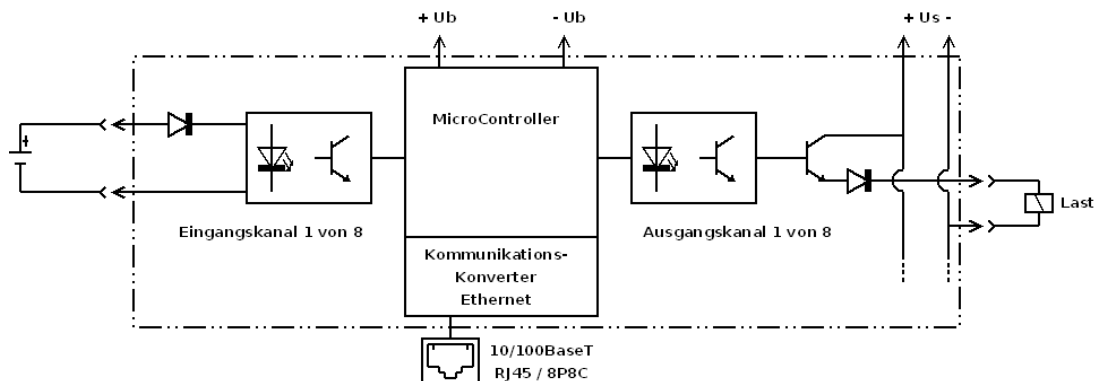 + Ub
- Ub
+ Us -
MicroController
Eingangskanal 1 von 8
Ausgangskanal 1 von 8
Last
Kommunikations-
Konverter
Ethernet
10/100BaseT
RJ45 / 8P8C